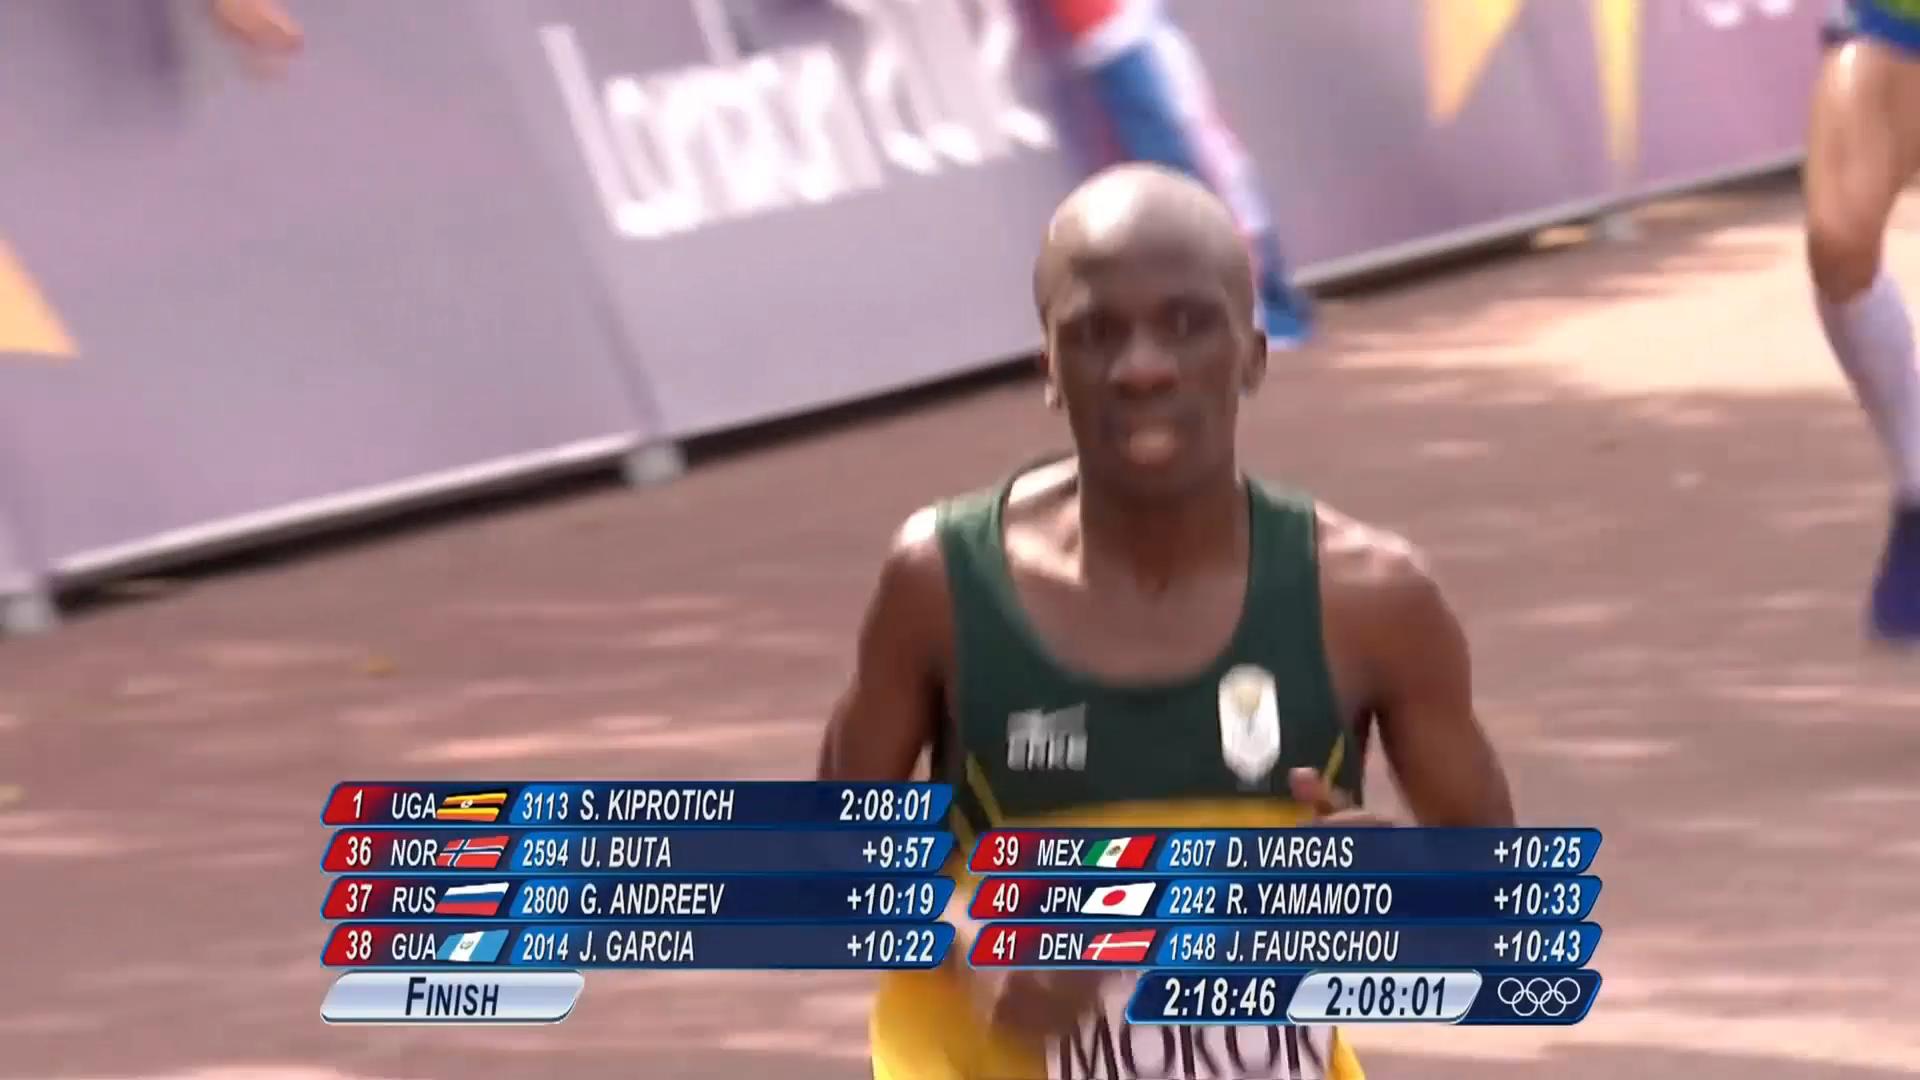 london 2012
1 UGA 3113 S. KIPROTICH 2:08:01
36 NOR 2594 U. BUTA +9:57
37 RUS 2800 G. ANDREEV +10:19
38 GUA 2014 J. GARCIA +10:22
39 MEX 2507 D. VARGAS +10:25
40 JPN 2242 R. YAMAMOTO +10:33
41 DEN 1548 J. FAURSCHOU +10:43
FINISH
2:18:46 2:08:01
MOKOK